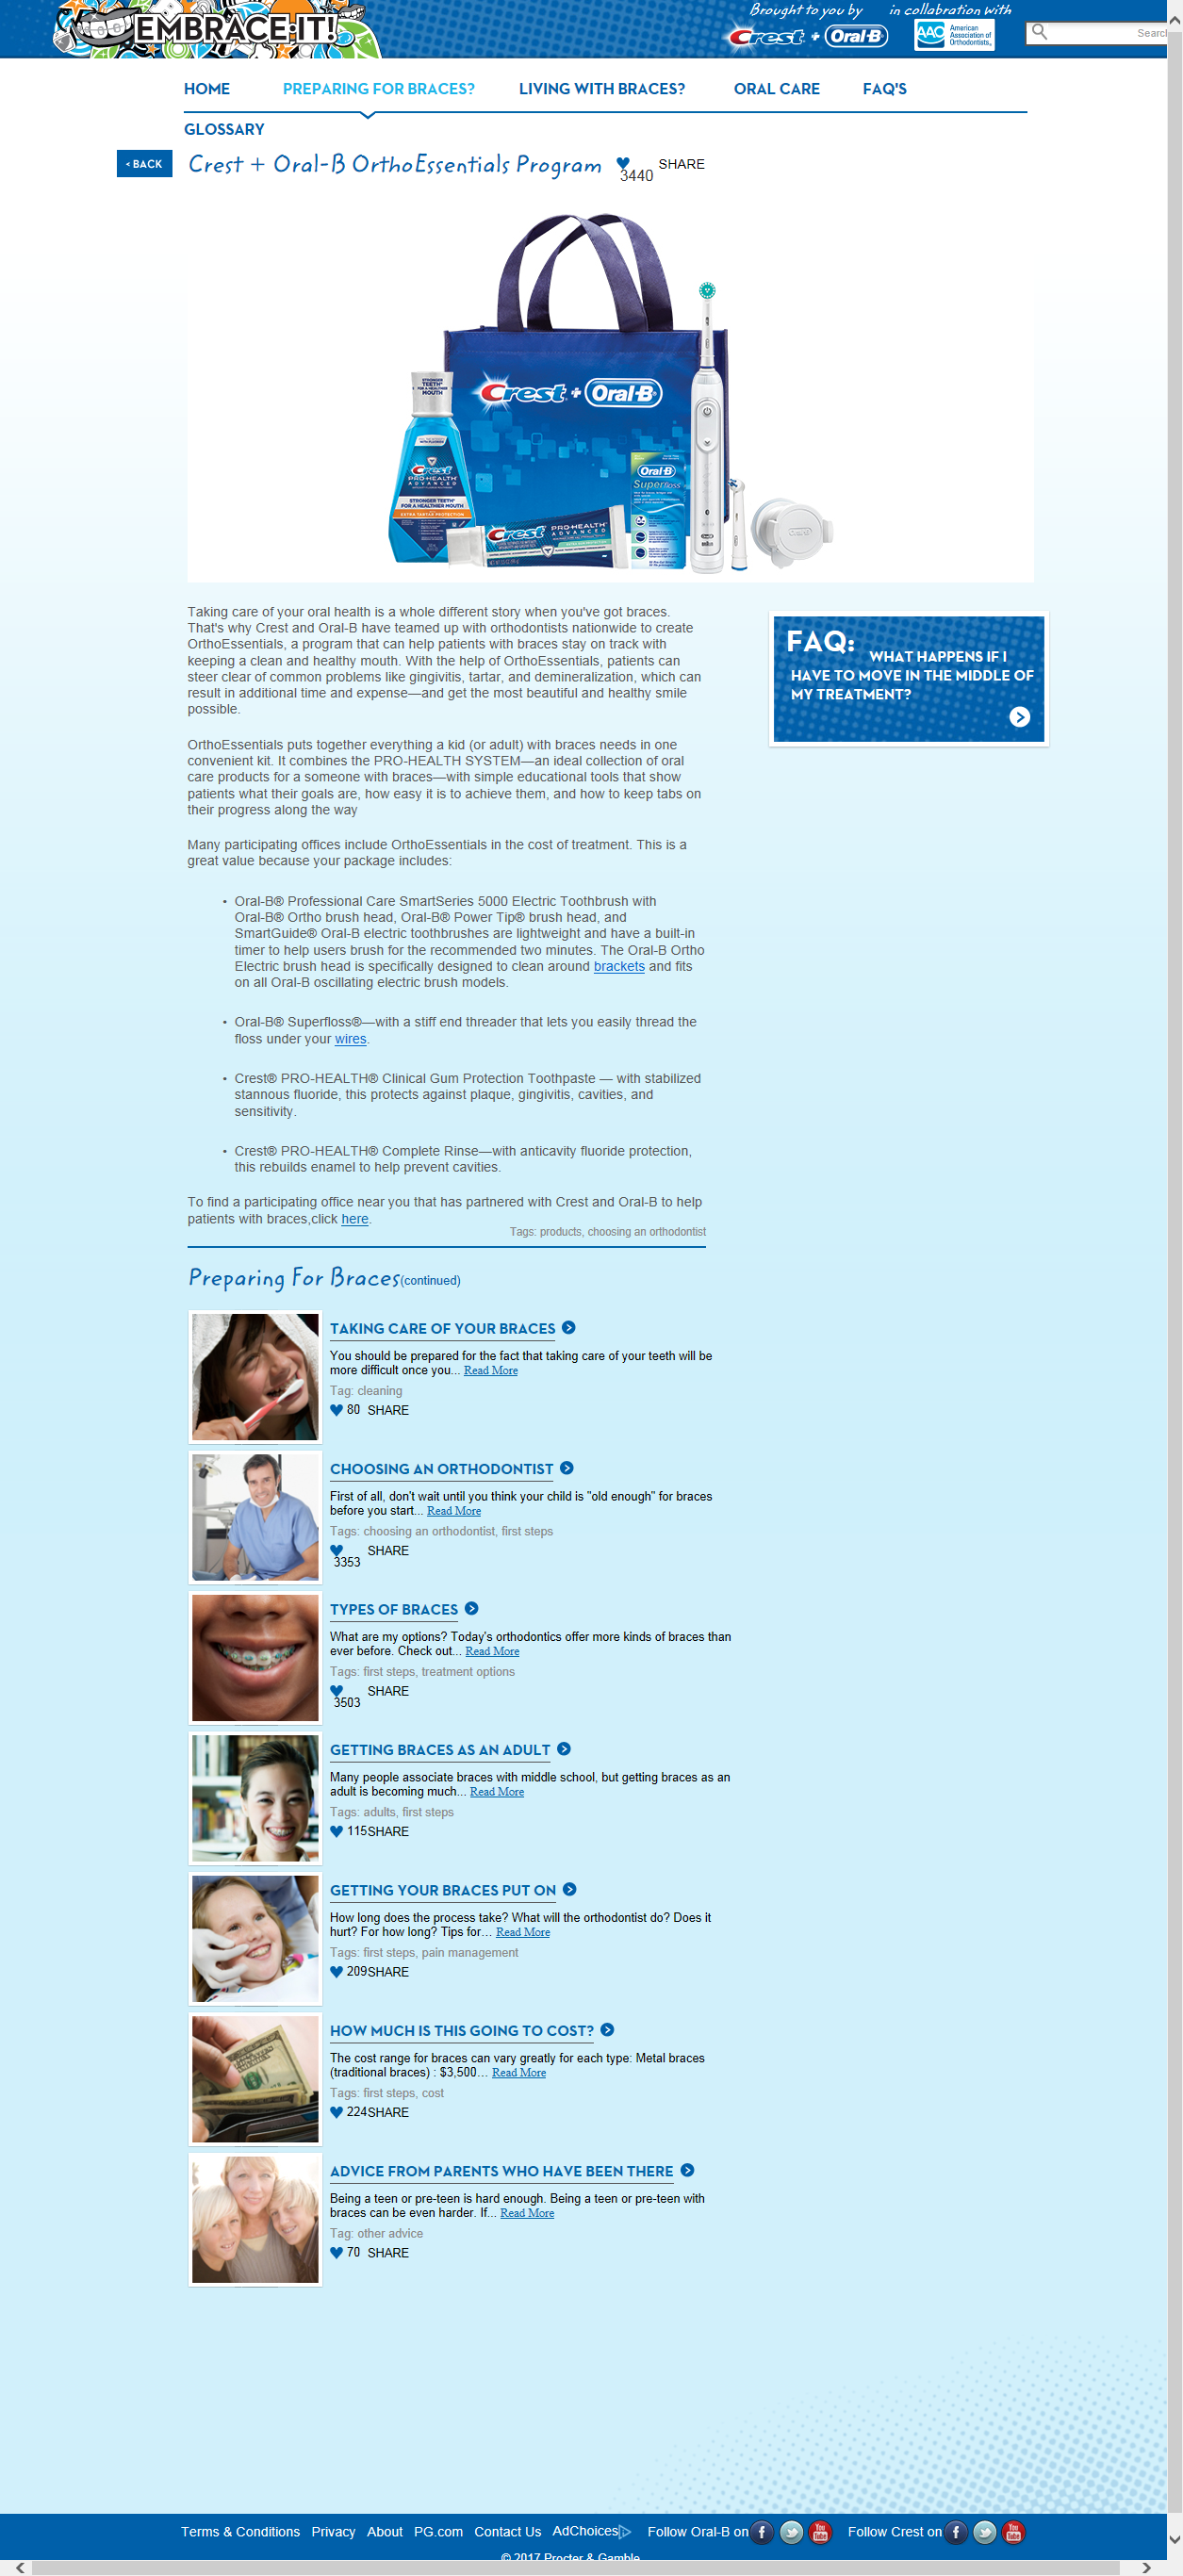 EMBRACE IT!
Brought to you by
in collabration with
Crest + Oral-B
AAO American Association of Orthodontists.
Search
HOME
PREPARING FOR BRACES?
LIVING WITH BRACES?
ORAL CARE
FAQ'S
GLOSSARY
< BACK
Crest + Oral-B OrthoEssentials Program
3440
SHARE
Crest + Oral-B
STRONGER TEETH FOR A HEALTHIER MOUTH
Crest
PRO-HEALTH
ADVANCED
STRONGER TEETH
FOR A HEALTHIER MOUTH
EXTRA TARTAR PROTECTION
Crest PRO-HEALTH
ADVANCED
Oral-B
Superfloss
Taking care of your oral health is a whole different story when you've got braces.
That's why Crest and Oral-B have teamed up with orthodontists nationwide to create
OrthoEssentials, a program that can help patients with braces stay on track with
keeping a clean and healthy mouth. With the help of OrthoEssentials, patients can
steer clear of common problems like gingivitis, tartar, and demineralization, which can
result in additional time and expense—and get the most beautiful and healthy smile
possible.
FAQ:
WHAT HAPPENS IF I
HAVE TO MOVE IN THE MIDDLE OF
MY TREATMENT?
OrthoEssentials puts together everything a kid (or adult) with braces needs in one
convenient kit. It combines the PRO-HEALTH SYSTEM—an ideal collection of oral
care products for a someone with braces—with simple educational tools that show
patients what their goals are, how easy it is to achieve them, and how to keep tabs on
their progress along the way
Many participating offices include OrthoEssentials in the cost of treatment. This is a
great value because your package includes:
• Oral-B® Professional Care SmartSeries 5000 Electric Toothbrush with
Oral-B® Ortho brush head, Oral-B® Power Tip® brush head, and
SmartGuide® Oral-B electric toothbrushes are lightweight and have a built-in
timer to help users brush for the recommended two minutes. The Oral-B Ortho
Electric brush head is specifically designed to clean around brackets and fits
on all Oral-B oscillating electric brush models.
• Oral-B® Superfloss®—with a stiff end threader that lets you easily thread the
floss under your wires.
• Crest® PRO-HEALTH® Clinical Gum Protection Toothpaste — with stabilized
stannous fluoride, this protects against plaque, gingivitis, cavities, and
sensitivity.
• Crest® PRO-HEALTH® Complete Rinse—with anticavity fluoride protection,
this rebuilds enamel to help prevent cavities.
To find a participating office near you that has partnered with Crest and Oral-B to help
patients with braces,click here.
Tags: products, choosing an orthodontist
Preparing For Braces(continued)
TAKING CARE OF YOUR BRACES
You should be prepared for the fact that taking care of your teeth will be
more difficult once you... Read More
Tag: cleaning
80 SHARE
CHOOSING AN ORTHODONTIST
First of all, don't wait until you think your child is "old enough" for braces
before you start... Read More
Tags: choosing an orthodontist, first steps
3353 SHARE
TYPES OF BRACES
What are my options? Today's orthodontics offer more kinds of braces than
ever before. Check out... Read More
Tags: first steps, treatment options
3503 SHARE
GETTING BRACES AS AN ADULT
Many people associate braces with middle school, but getting braces as an
adult is becoming much... Read More
Tags: adults, first steps
115SHARE
GETTING YOUR BRACES PUT ON
How long does the process take? What will the orthodontist do? Does it
hurt? For how long? Tips for... Read More
Tags: first steps, pain management
209SHARE
HOW MUCH IS THIS GOING TO COST?
The cost range for braces can vary greatly for each type: Metal braces
(traditional braces) : $3,500... Read More
Tags: first steps, cost
224SHARE
ADVICE FROM PARENTS WHO HAVE BEEN THERE
Being a teen or pre-teen is hard enough. Being a teen or pre-teen with
braces can be even harder. If... Read More
Tag: other advice
70 SHARE
Terms & Conditions Privacy About PG.com Contact Us AdChoices Follow Oral-B on Follow Crest on
© 2017 Procter & Gamble